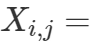 X_{i,j} =